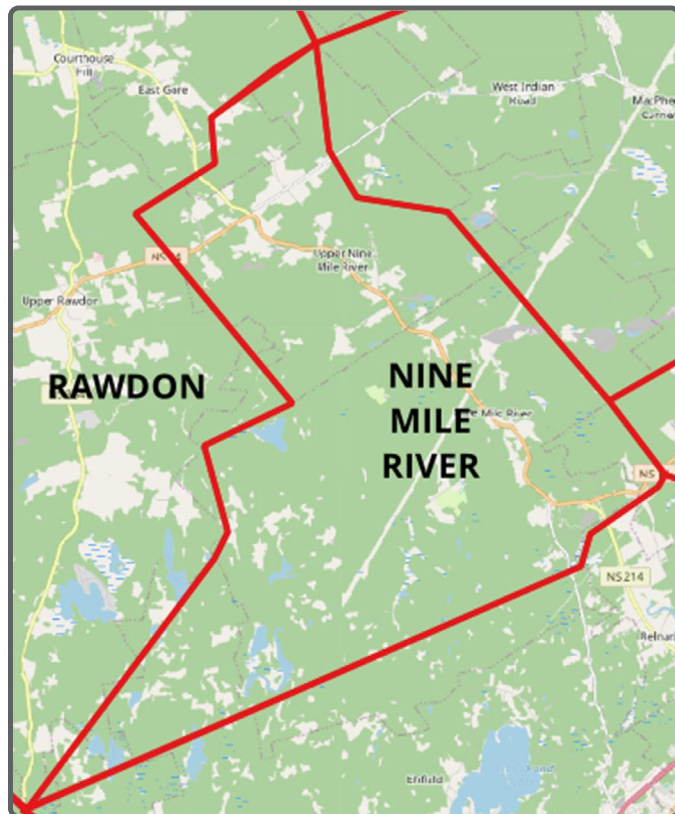 Courthouse
Hill
East Gore
West Indian
Road
Upper Nine
Mile River
Upper Rawdon
RAWDON
NINE
MILE
RIVER
Mile River
NS
NS 214
Enfield